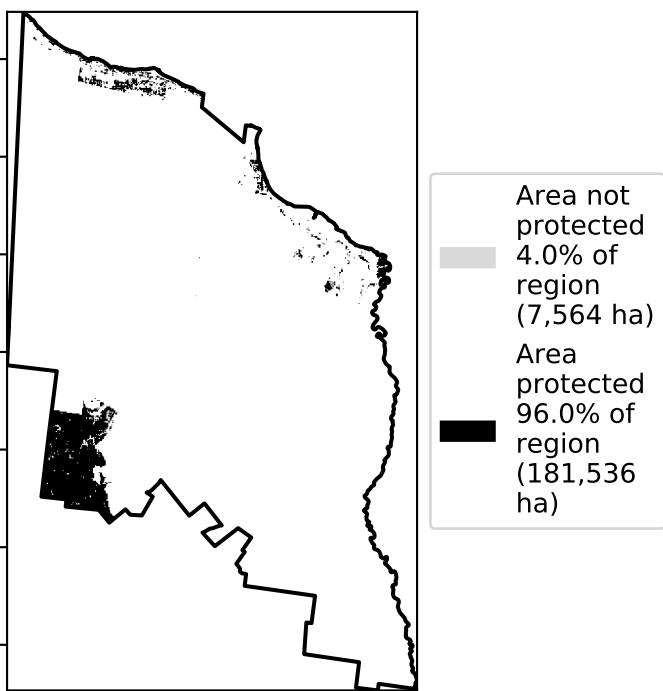 Area not
protected
4.0% of
region
(7,564 ha)
Area
protected
96.0% of
region
(181,536
ha)